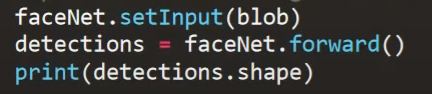 faceNet.setInput(blob)
detections = faceNet.forward()
print(detections.shape)